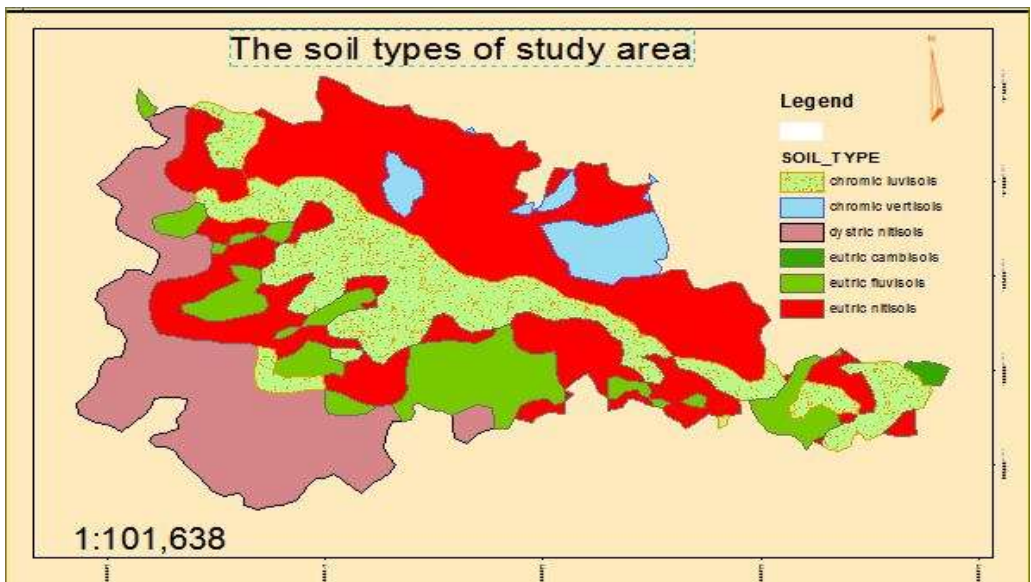 The soil types of study area
Legend
SOIL_TYPE
chromic luvisols
chromic vertisols
dystric nitisols
eutric cambisols
eutric fluvisols
eutric nitisols
1:101,638